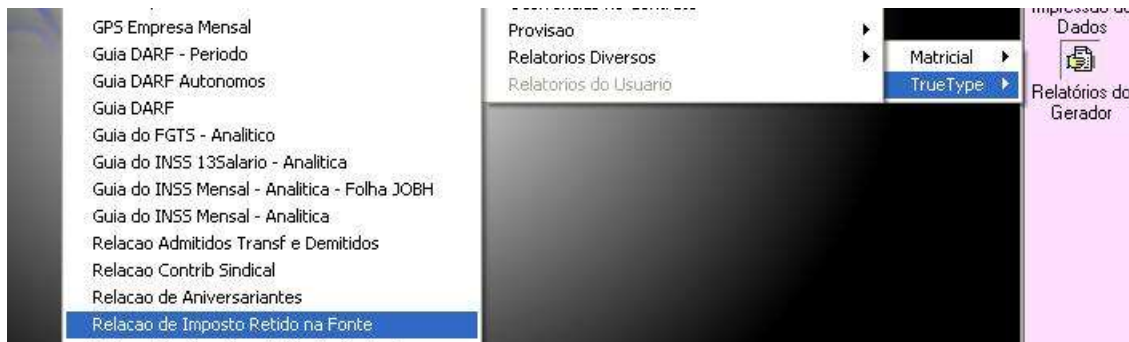 GPS Empresa Mensal
Guia DARF - Periodo
Guia DARF Autonomos
Guia DARF
Guia do FGTS - Analitico
Guia do INSS 13Salario - Analitica
Guia do INSS Mensal - Analitica - Folha JOBH
Guia do INSS Mensal - Analitica
Relacao Admitidos Transf e Demitidos
Relacao Contrib Sindical
Relacao de Aniversariantes
Relacao de Imposto Retido na Fonte
Provisao
Relatorios Diversos
Relatorios do Usuario
Matricial
TrueType
Dados
Relatórios do
Gerador